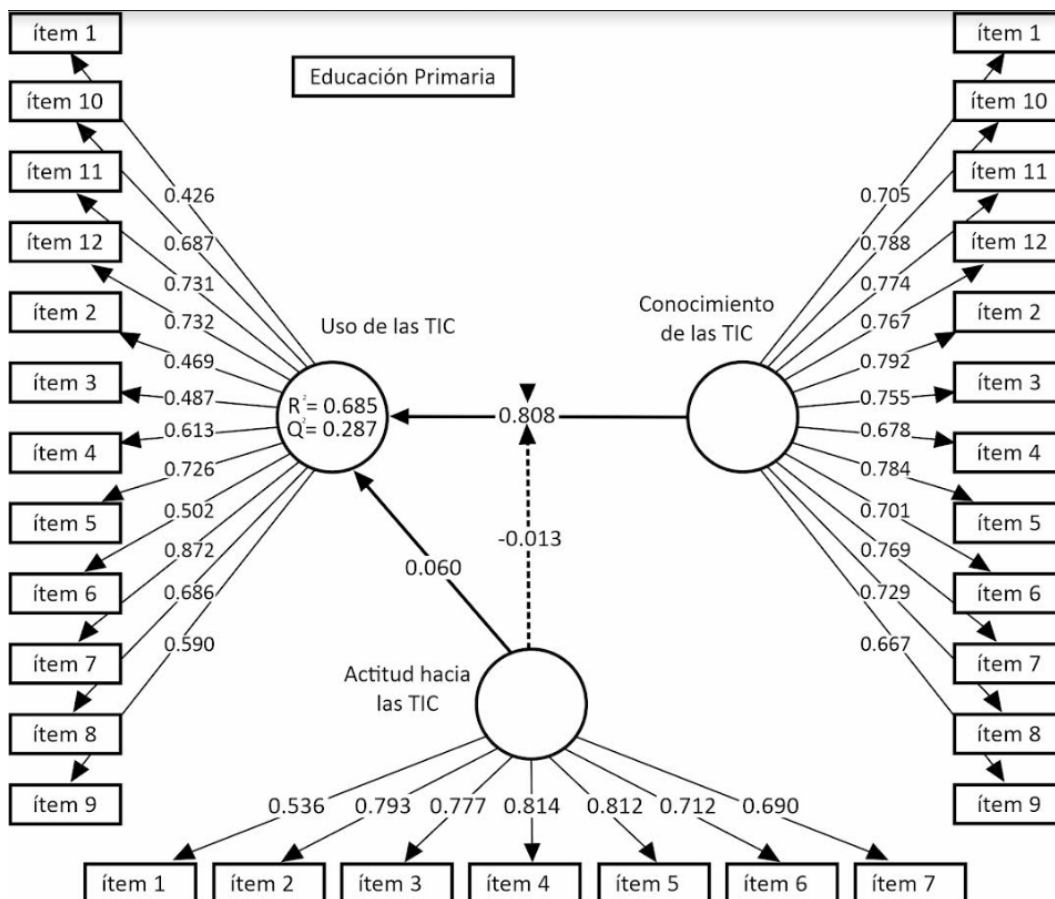 Educación Primaria
ítem 1
ítem 10
ítem 11
ítem 12
ítem 2
ítem 3
ítem 4
ítem 5
ítem 6
ítem 7
ítem 8
ítem 9
0.426
0.687
0.731
0.732
0.469
0.487
0.613
0.726
0.502
0.872
0.686
0.590
Uso de las TIC
R²= 0.685
Q²= 0.287
0.808
-0.013
0.060
Conocimiento
de las TIC
0.705
0.788
0.774
0.767
0.792
0.755
0.678
0.784
0.701
0.769
0.729
0.667
ítem 1
ítem 10
ítem 11
ítem 12
ítem 2
ítem 3
ítem 4
ítem 5
ítem 6
ítem 7
ítem 8
ítem 9
Actitud hacia
las TIC
0.536 0.793 0.777 0.814 0.812 0.712 0.690
ítem 1 ítem 2 ítem 3 ítem 4 ítem 5 ítem 6 ítem 7